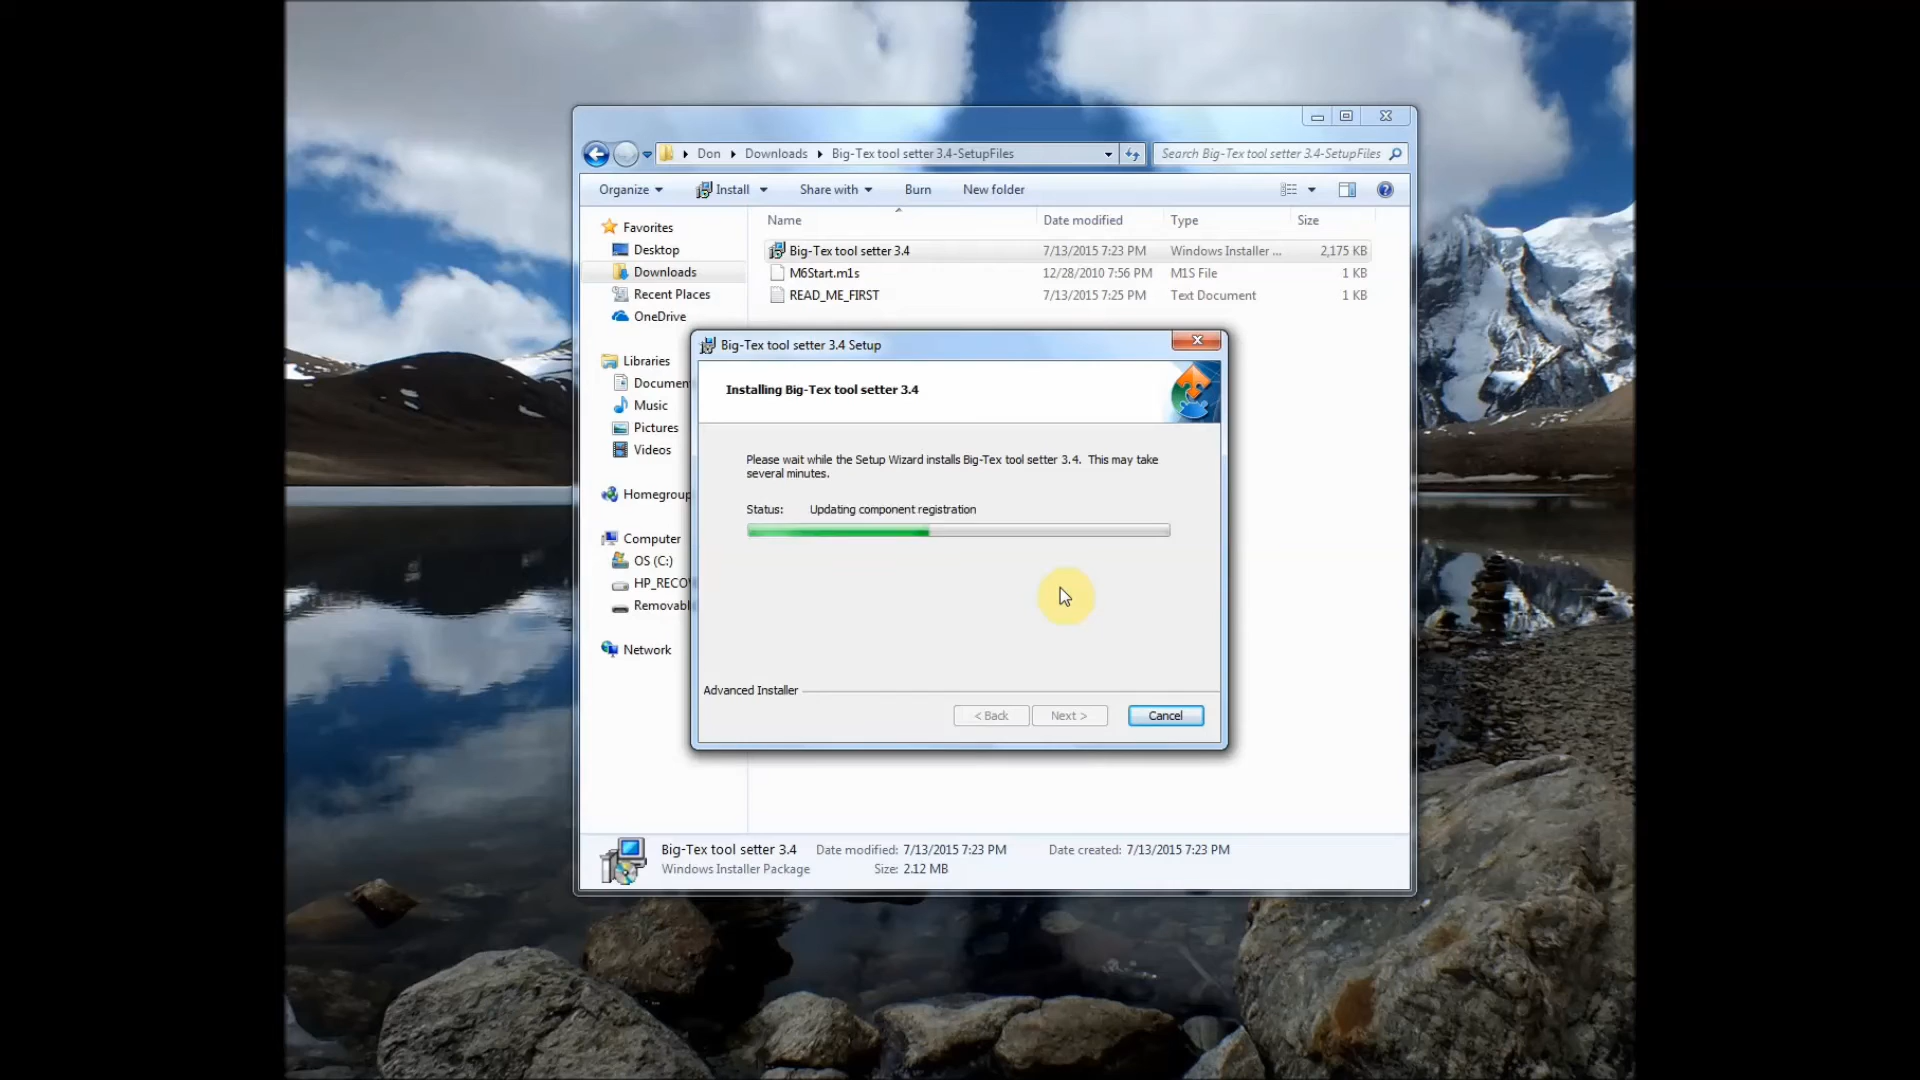 Don Downloads Big-Tex tool setter 3.4-SetupFiles
Search Big-Tex tool setter 3.4-SetupFiles
Organize Install Share with Burn New folder
Name Date modified Type Size
Favorites
Desktop
Downloads
Recent Places
OneDrive
Libraries
Documen
Music
Pictures
Videos
Homegroup
Computer
OS (C:)
HP_RECO
Removabl
Network
Big-Tex tool setter 3.4 7/13/2015 7:23 PM Windows Installer ... 2,175 KB
M6Start.m1s 12/28/2010 7:56 PM M1S File 1 KB
READ_ME_FIRST 7/13/2015 7:25 PM Text Document 1 KB
Big-Tex tool setter 3.4 Setup
Installing Big-Tex tool setter 3.4
Please wait while the Setup Wizard installs Big-Tex tool setter 3.4. This may take
several minutes.
Status: Updating component registration
Advanced Installer
< Back Next > Cancel
Big-Tex tool setter 3.4 Date modified: 7/13/2015 7:23 PM Date created: 7/13/2015 7:23 PM
Windows Installer Package Size: 2.12 MB